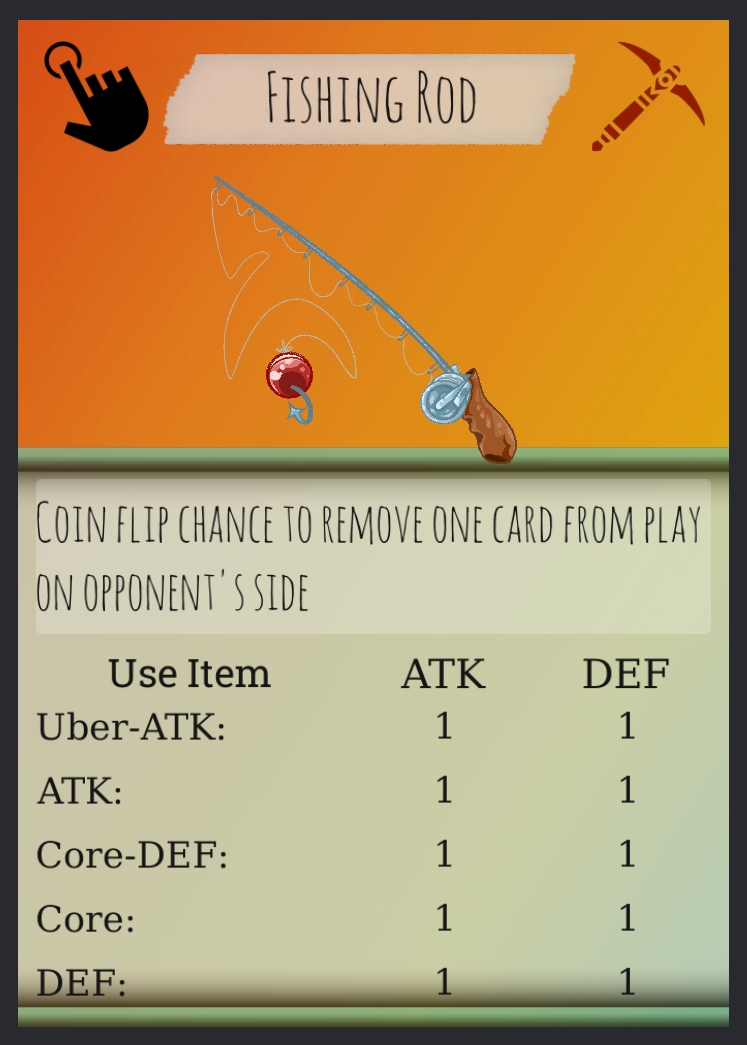 Fishing Rod
Coin flip chance to remove one card from play
on opponent's side
Use Item ATK DEF
Uber-ATK: 1 1
ATK: 1 1
Core-DEF: 1 1
Core: 1 1
DEF: 1 1